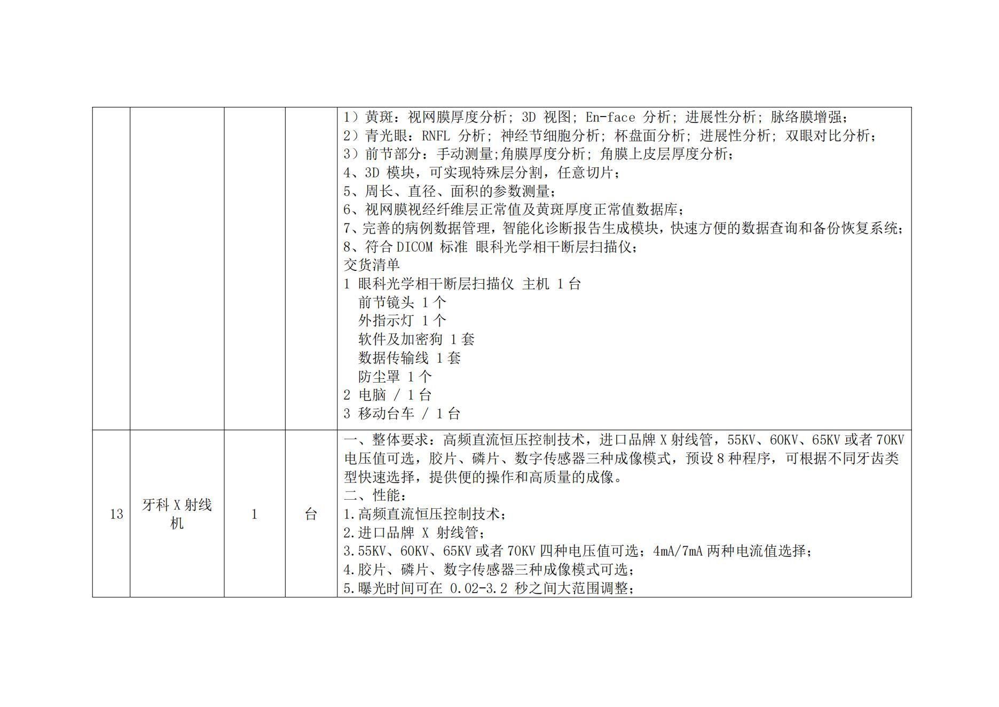 1）黄斑：视网膜厚度分析；3D 视图；En-face 分析；进展性分析；脉络膜增强；
2）青光眼：RNFL 分析；神经节细胞分析；杯盘面分析；进展性分析；双眼对比分析；
3）前节部分：手动测量；角膜厚度分析；角膜上皮层厚度分析；
4、3D 模块，可实现特殊层分割，任意切片；
5、周长、直径、面积的参数测量；
6、视网膜视经纤维层正常值及黄斑厚度正常值数据库；
7、完善的病例数据管理，智能化诊断报告生成模块，快速方便的数据查询和备份恢复系统；
8、符合 DICOM 标准 眼科光学相干断层扫描仪；
交货清单
1 眼科光学相干断层扫描仪 主机 1 台
前节镜头 1 个
外指示灯 1 个
软件及加密狗 1 套
数据传输线 1 套
防尘罩 1 个
2 电脑 / 1 台
3 移动台车 / 1 台
13
牙科 X 射线
机
1
台
一、整体要求：高频直流恒压控制技术，进口品牌 X 射线管，55KV、60KV、65KV 或者 70KV
电压值可选，胶片、磷片、数字传感器三种成像模式，预设 8 种程序，可根据不同牙齿类
型快速选择，提供便的操作和高质量的成像。
二、性能：
1.高频直流恒压控制技术；
2.进口品牌 X 射线管；
3.55KV、60KV、65KV 或者 70KV 四种电压值可选；4mA/7mA 两种电流值选择；
4.胶片、磷片、数字传感器三种成像模式可选；
5.曝光时间可在 0.02-3.2 秒之间大范围调整；